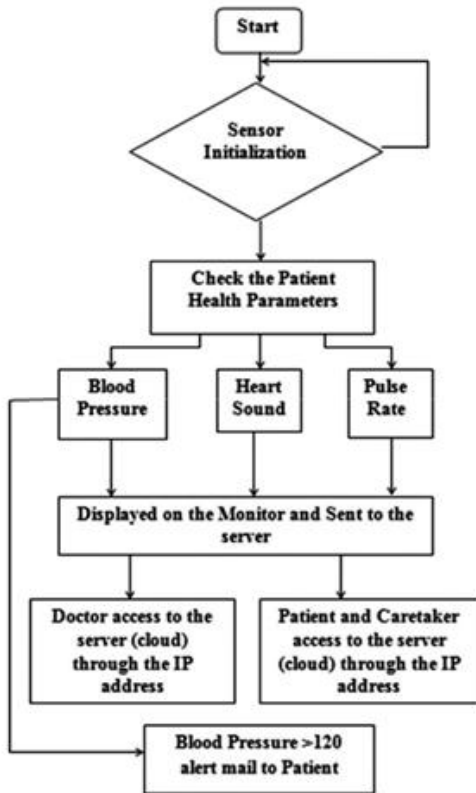 Start
Sensor
Initialization
Check the Patient
Health Parameters
Blood
Pressure
Heart
Sound
Pulse
Rate
Displayed on the Monitor and Sent to the
server
Doctor access to the
server (cloud)
through the IP
address
Patient and Caretaker
access to the server
(cloud) through the IP
address
Blood Pressure >120
alert mail to Patient